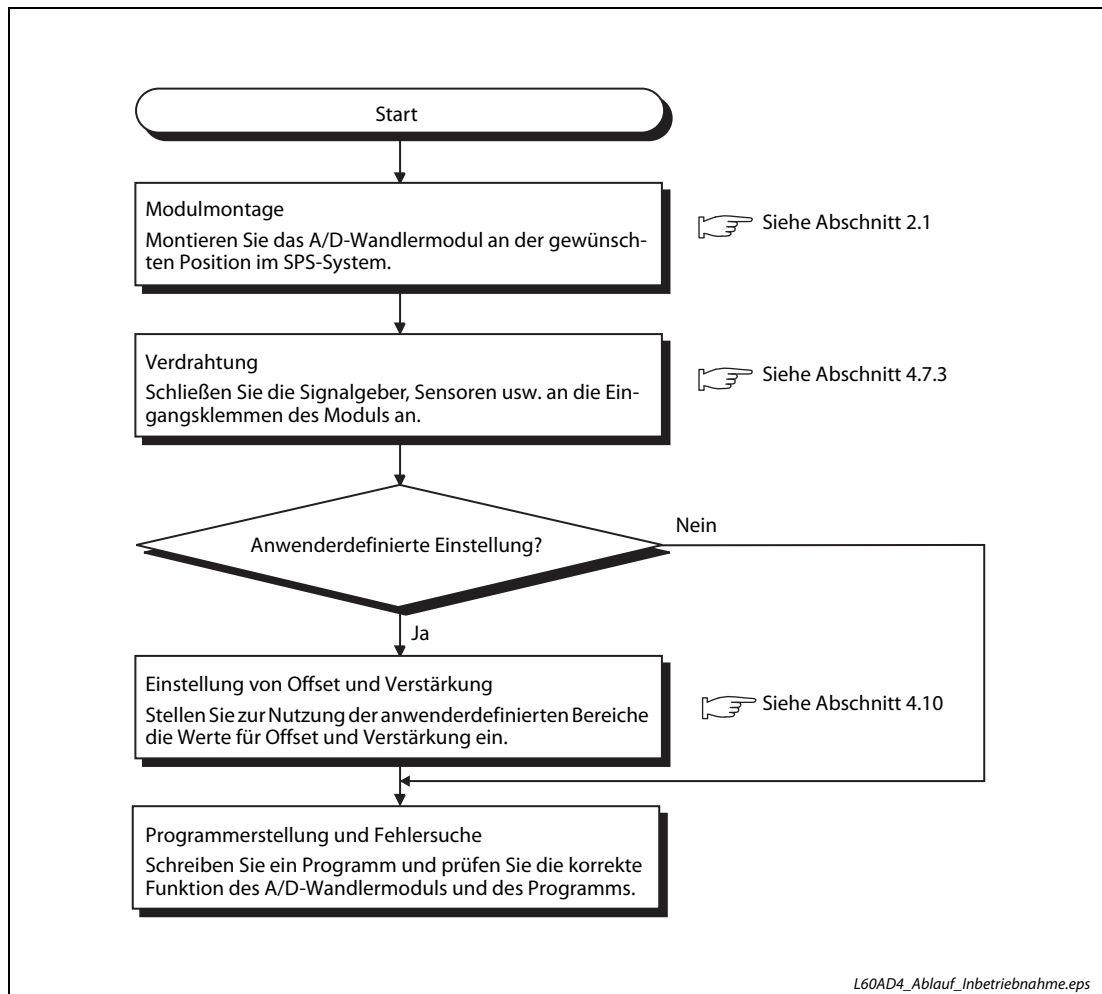 Start
Modulmontage
Montieren Sie das A/D-Wandlermodul an der gewünsch-
ten Position im SPS-System.
Siehe Abschnitt 2.1
Verdrahtung
Schließen Sie die Signalgeber, Sensoren usw. an die Ein-
gangsklemmen des Moduls an.
Siehe Abschnitt 4.7.3
Anwenderdefinierte Einstellung?
Nein
Ja
Einstellung von Offset und Verstärkung
Stellen Sie zur Nutzung der anwenderdefinierten Bereiche
die Werte für Offset und Verstärkung ein.
Siehe Abschnitt 4.10
Programmerstellung und Fehlersuche
Schreiben Sie ein Programm und prüfen Sie die korrekte
Funktion des A/D-Wandlermoduls und des Programms.
L60AD4_Ablauf_Inbetriebnahme.eps